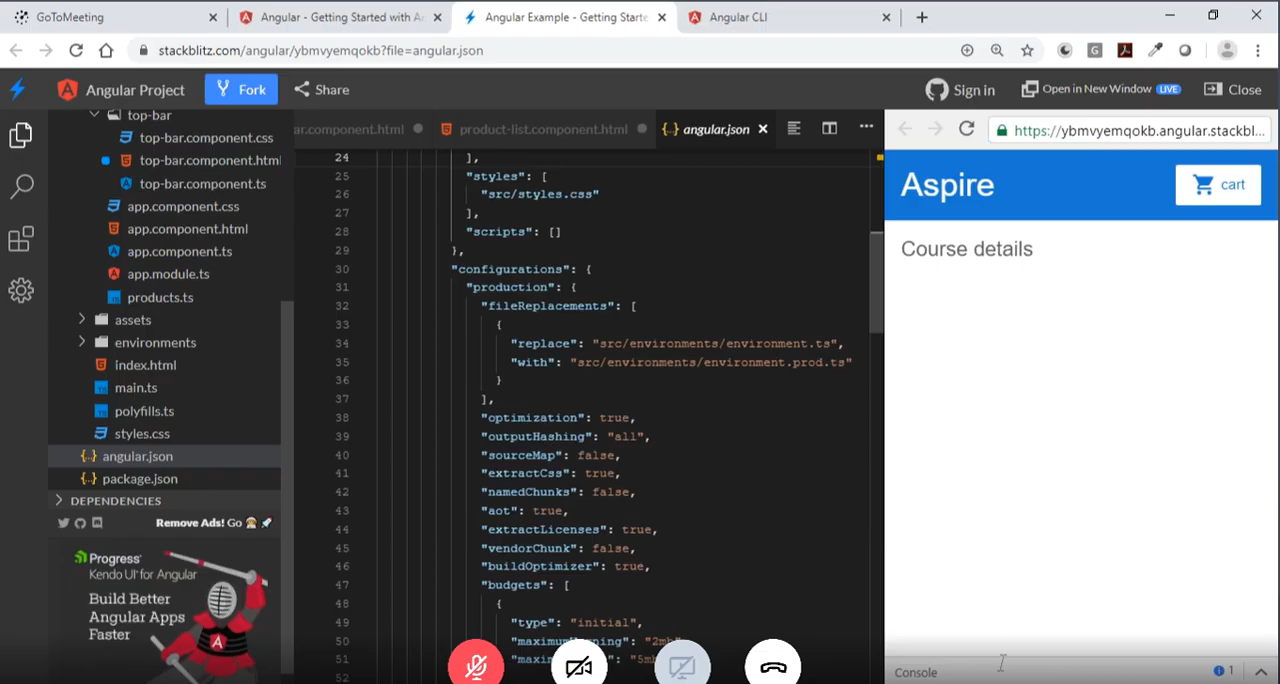 GoToMeeting
Angular - Getting Started with A
Angular Example - Getting Starte
Angular CLI
stackblitz.com/angular/ybmvyemqokb?file=angular.json
Angular Project
Fork
Share
Sign in
Open in New Window LIVE
Close
top-bar
top-bar.component.css
top-bar.component.html
top-bar.component.ts
app.component.css
app.component.html
app.component.ts
app.module.ts
products.ts
assets
environments
index.html
main.ts
polyfills.ts
styles.css
{..} angular.json
{..} package.json
DEPENDENCIES
Remove Ads! Go
Progress
Kendo UI for Angular
Build Better
Angular Apps
Faster
ar.component.html
product-list.component.html
{..} angular.json
24 ],
25 "styles": [
26 "src/styles.css"
27 ],
28 "scripts": []
29 },
30 "configurations": {
31 "production": {
32 "fileReplacements": [
33 {
34 "replace": "src/environments/environment.ts",
35 "with": "src/environments/environment.prod.ts"
36 }
37 ],
38 "optimization": true,
39 "outputHashing": "all",
40 "sourceMap": false,
41 "extractCss": true,
42 "namedChunks": false,
43 "aot": true,
44 "extractLicenses": true,
45 "vendorChunk": false,
46 "buildOptimizer": true,
47 "budgets": [
48 {
49 "type": "initial",
50 "2mb"
51
52
https://ybmvyemqokb.angular.stackbl...
Aspire
cart
Course details
Console
1